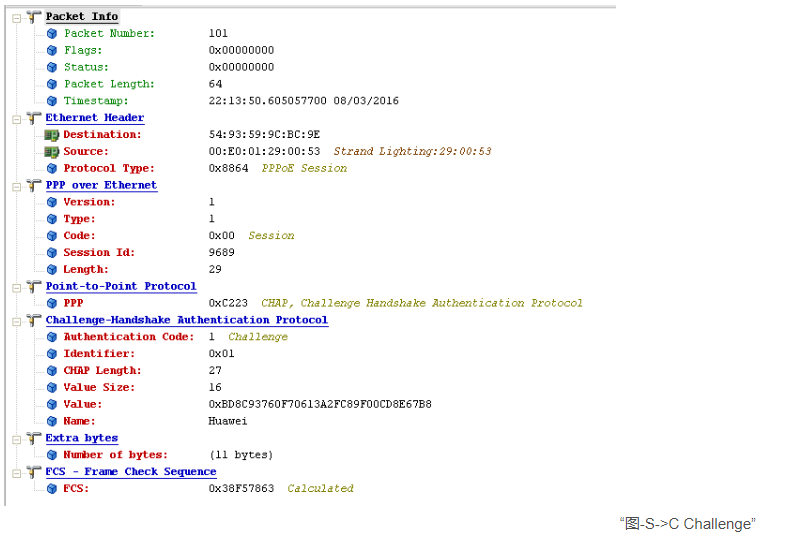 Packet Info
Packet Number: 101
Flags: 0x00000000
Status: 0x00000000
Packet Length: 64
Timestamp: 22:13:50.605057700 08/03/2016
Ethernet Header
Destination: 54:93:59:9C:BC:9E
Source: 00:E0:01:29:00:53 Strand Lighting:29:00:53
Protocol Type: 0x8864 PPPoE Session
PPP over Ethernet
Version: 1
Type: 1
Code: 0x00 Session
Session Id: 9689
Length: 29
Point-to-Point Protocol
PPP 0xC223 CHAP, Challenge Handshake Authentication Protocol
Challenge-Handshake Authentication Protocol
Authentication Code: 1 Challenge
Identifier: 0x01
CHAP Length: 27
Value Size: 16
Value: 0xBD8C93760F70613A2FC89F00CD8E67B8
Name: Huawei
Extra bytes
Number of bytes: (11 bytes)
FCS - Frame Check Sequence
FCS: 0x38F57863 Calculated
“图-S->C Challenge”